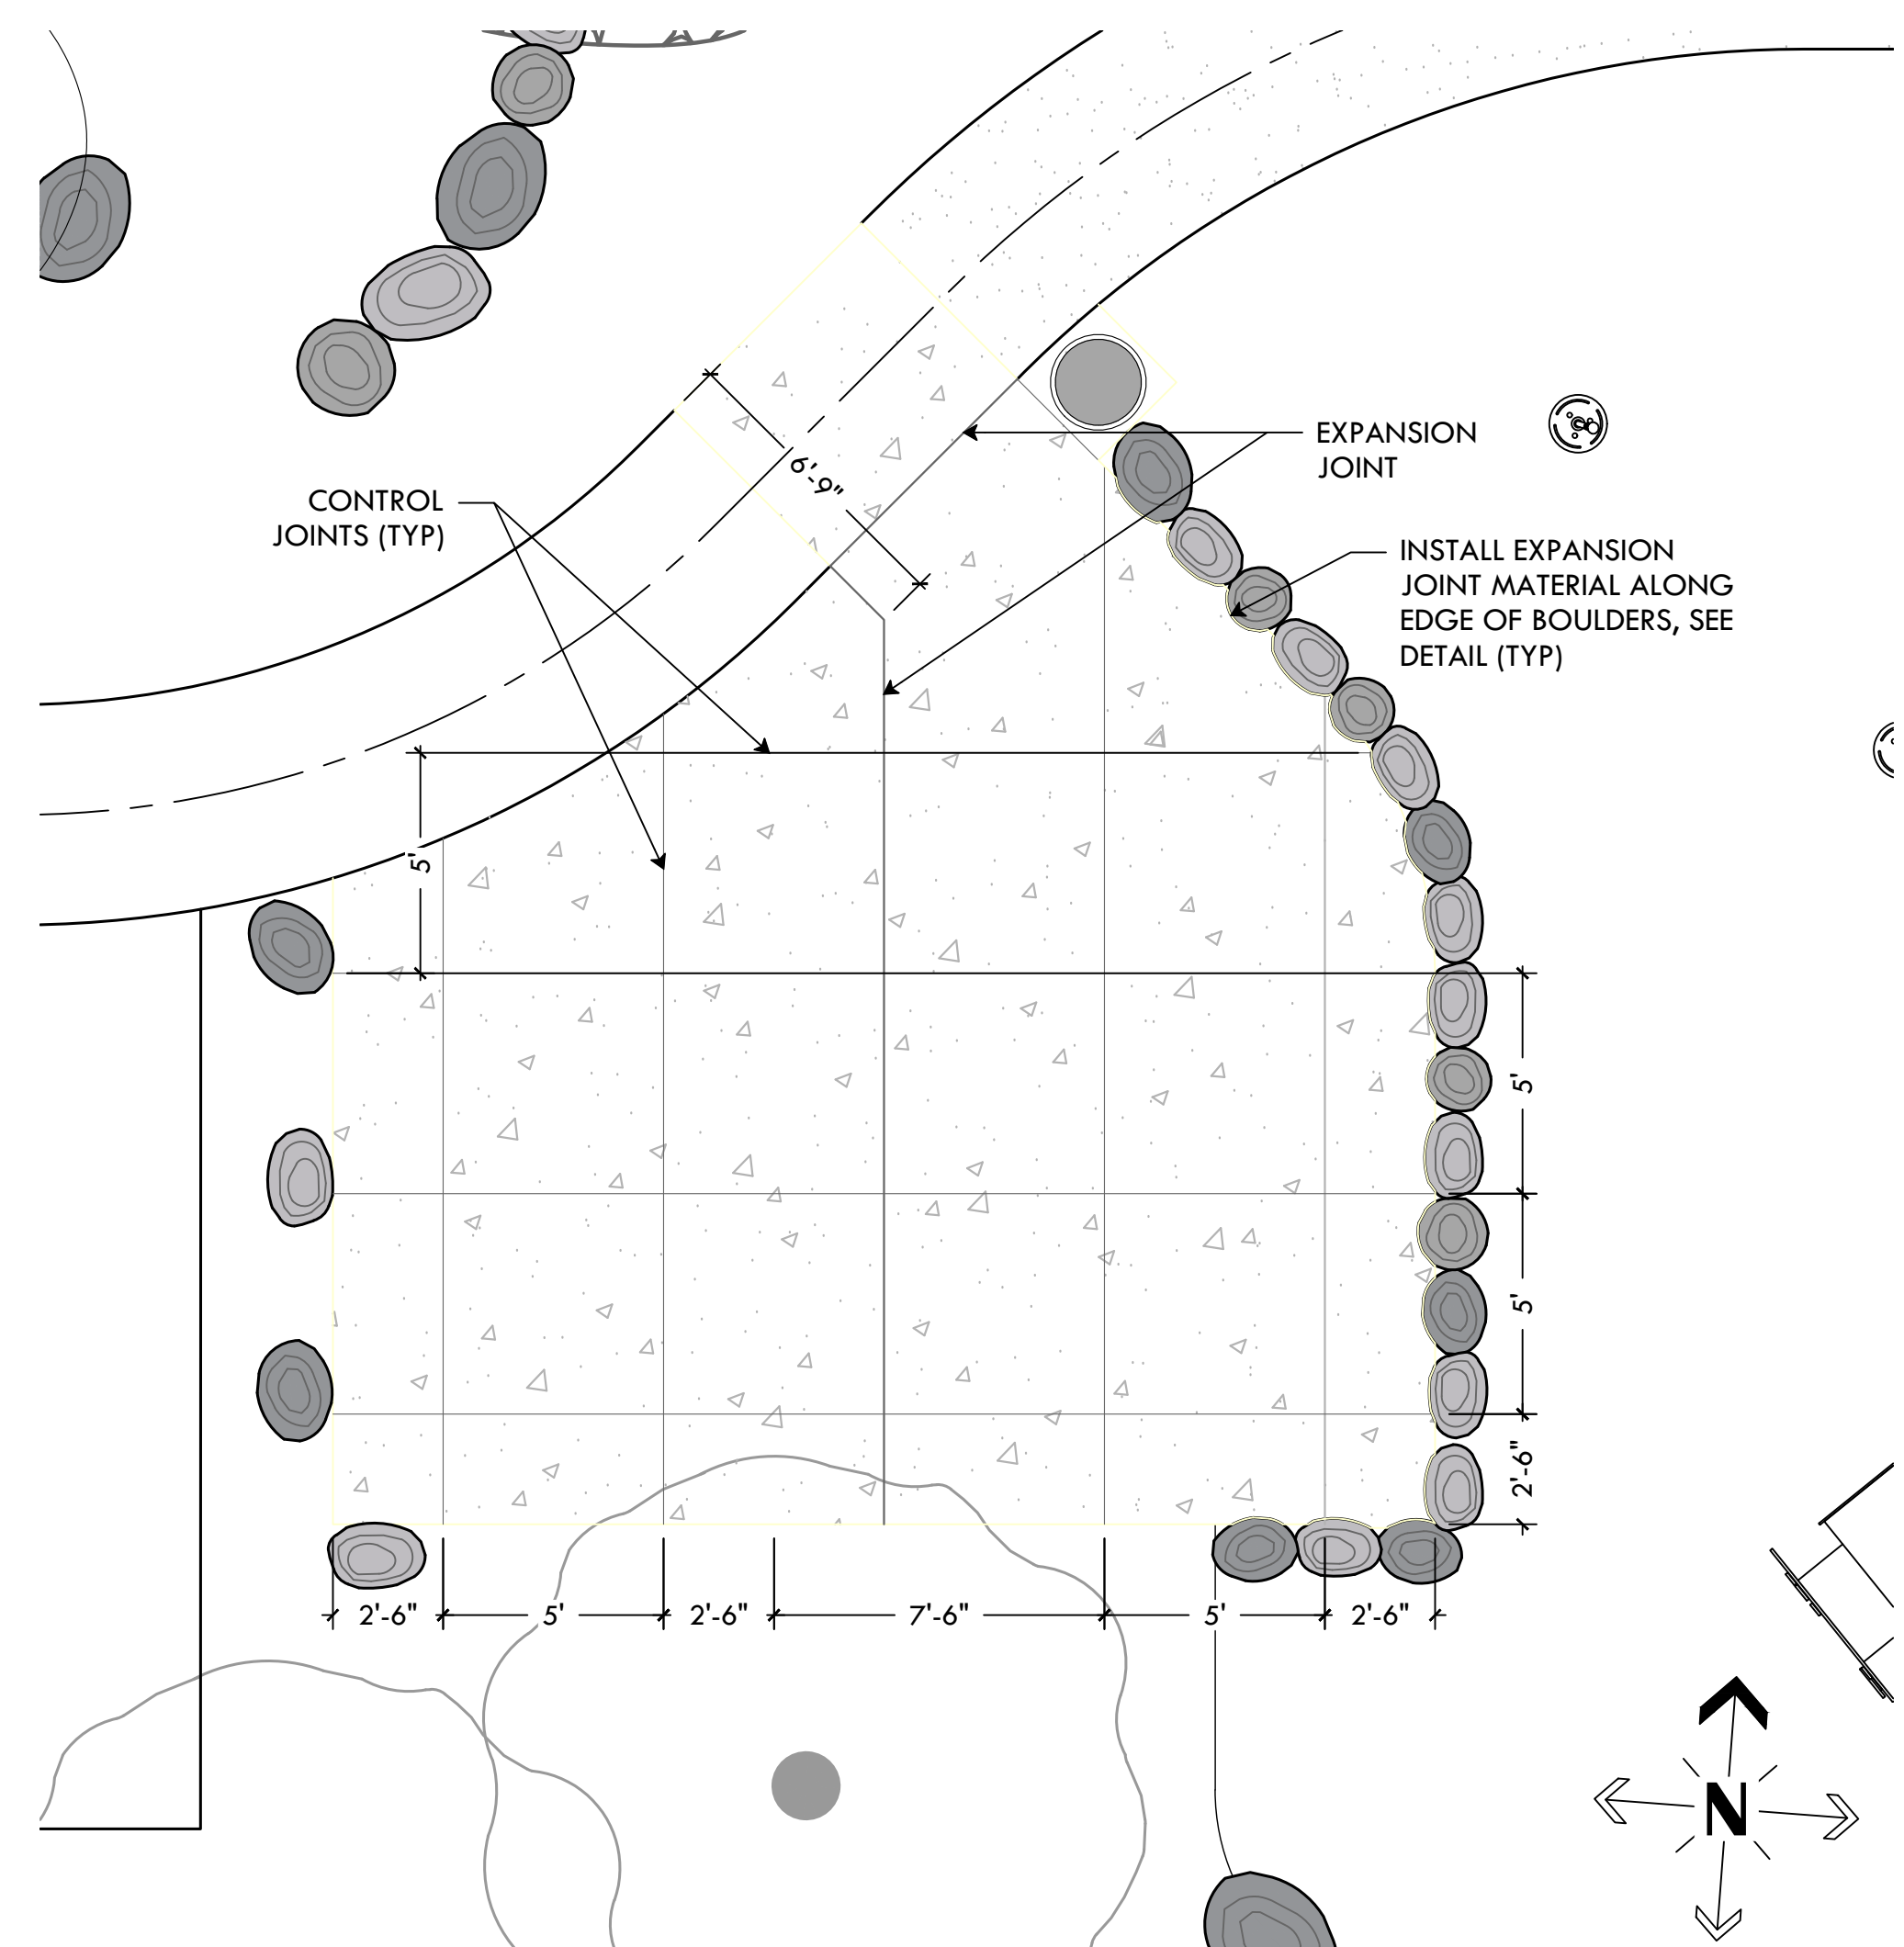 EXPANSION
JOINT
CONTROL
JOINTS (TYP)
6'-9"
INSTALL EXPANSION
JOINT MATERIAL ALONG
EDGE OF BOULDERS, SEE
DETAIL (TYP)
5'
5'
5'
2'-6"
2'-6"
5'
2'-6"
7'-6"
5'
2'-6"
N